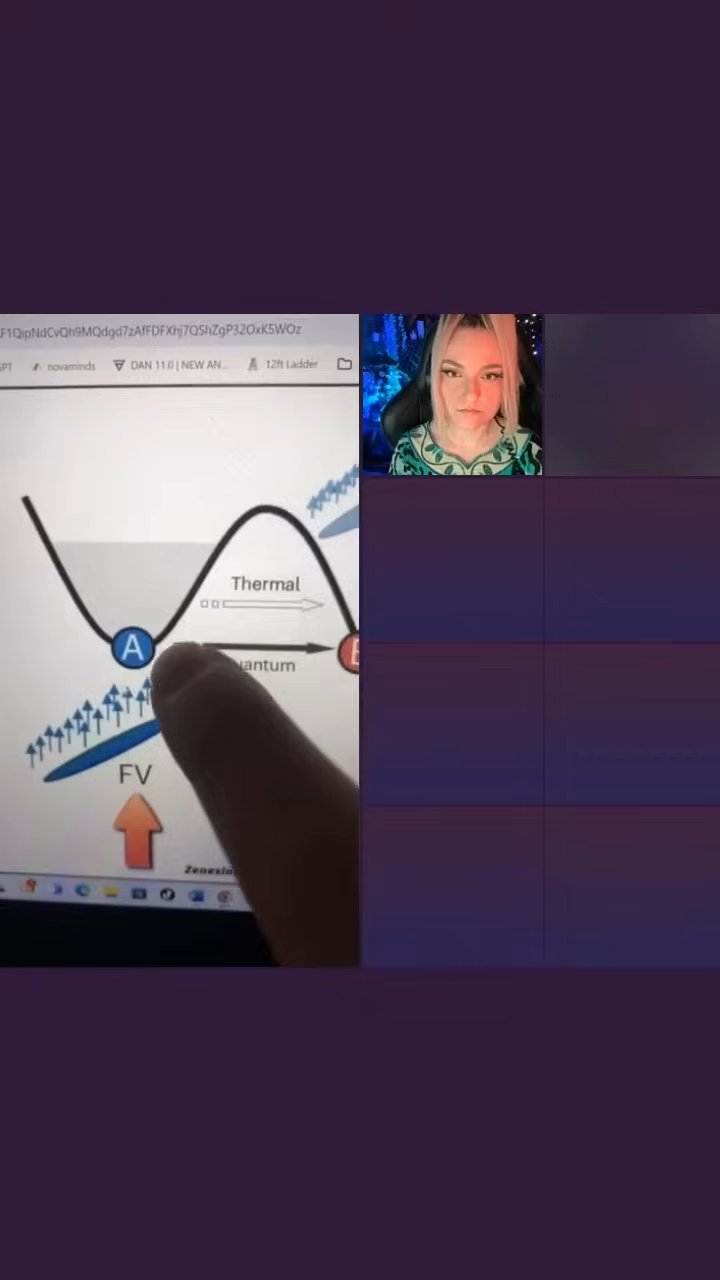 F1QipNdCvQh9MQdgd7zAfFDFXhj7QShZgP32OxK5WOz
novaminds DAN 11.0 | NEW AN... 12ft Ladder
Thermal
A
FV